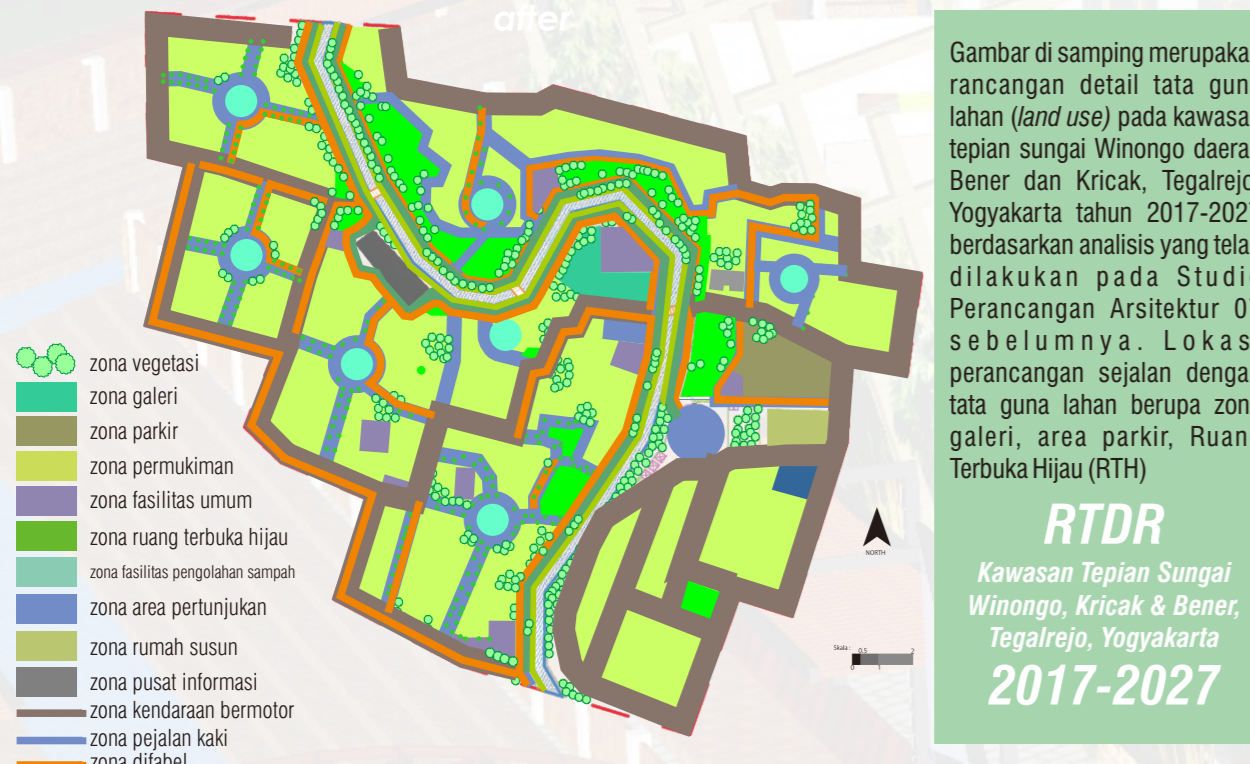 after
zona vegetasi
zona galeri
zona parkir
zona permukiman
zona fasilitas umum
zona ruang terbuka hijau
zona fasilitas pengolahan sampah
zona area pertunjukan
zona rumah susun
zona pusat informasi
zona kendaraan bermotor
zona pejalan kaki
zona difabel
NORTH
Skala :
0.5
2
0
1
Gambar di samping merupaka
rancangan detail tata gun
lahan (land use) pada kawasa
tepian sungai Winongo daera
Bener dan Kricak, Tegalrejo
Yogyakarta tahun 2017-2027
berdasarkan analisis yang tela
dilakukan pada Studi
Perancangan Arsitektur 0
sebelumnya. Lokas
perancangan sejalan denga
tata guna lahan berupa zon
galeri, area parkir, Ruan
Terbuka Hijau (RTH)
RTDR
Kawasan Tepian Sungai
Winongo, Kricak & Bener,
Tegalrejo, Yogyakarta
2017-2027